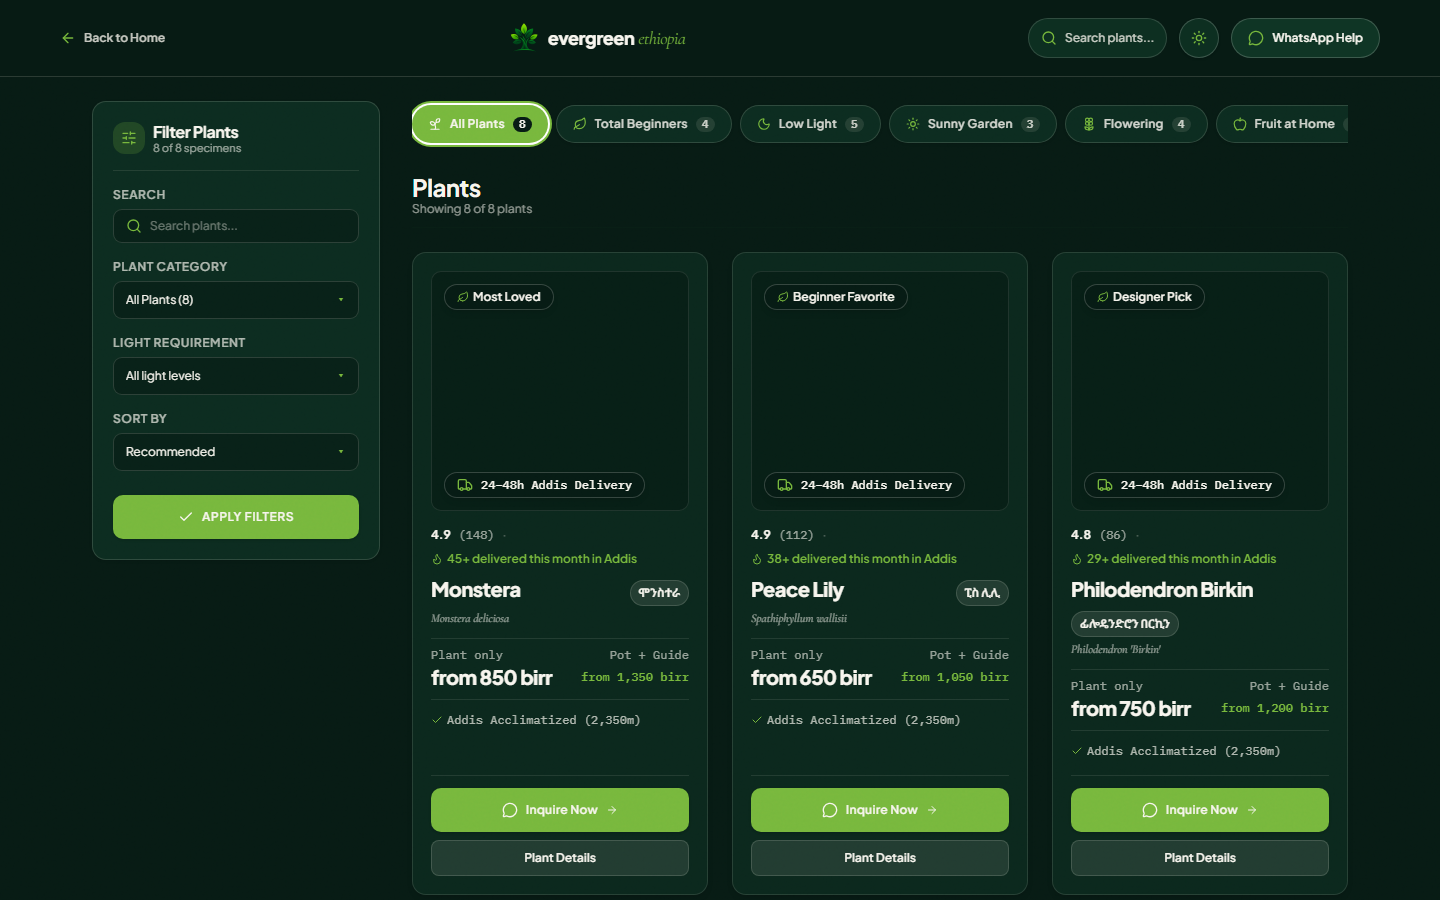 Back to Home
evergreen ethiopia
Search plants...
WhatsApp Help
Filter Plants
8 of 8 specimens
SEARCH
Search plants...
PLANT CATEGORY
All Plants (8)
LIGHT REQUIREMENT
All light levels
SORT BY
Recommended
APPLY FILTERS
All Plants 8
Total Beginners 4
Low Light 5
Sunny Garden 3
Flowering 4
Fruit at Home
Plants
Showing 8 of 8 plants
Most Loved
24–48h Addis Delivery
4.9 (148) ·
45+ delivered this month in Addis
Monstera
ሞንስተራ
Monstera deliciosa
Plant only
Pot + Guide
from 850 birr
from 1,350 birr
Addis Acclimatized (2,350m)
Inquire Now
Plant Details
Beginner Favorite
24–48h Addis Delivery
4.9 (112) ·
38+ delivered this month in Addis
Peace Lily
ፒስ ሊሊ
Spathiphyllum wallisii
Plant only
Pot + Guide
from 650 birr
from 1,050 birr
Addis Acclimatized (2,350m)
Inquire Now
Plant Details
Designer Pick
24–48h Addis Delivery
4.8 (86) ·
29+ delivered this month in Addis
Philodendron Birkin
ፊሎዴንድሮን በርኪን
Philodendron 'Birkin'
Plant only
Pot + Guide
from 750 birr
from 1,200 birr
Addis Acclimatized (2,350m)
Inquire Now
Plant Details